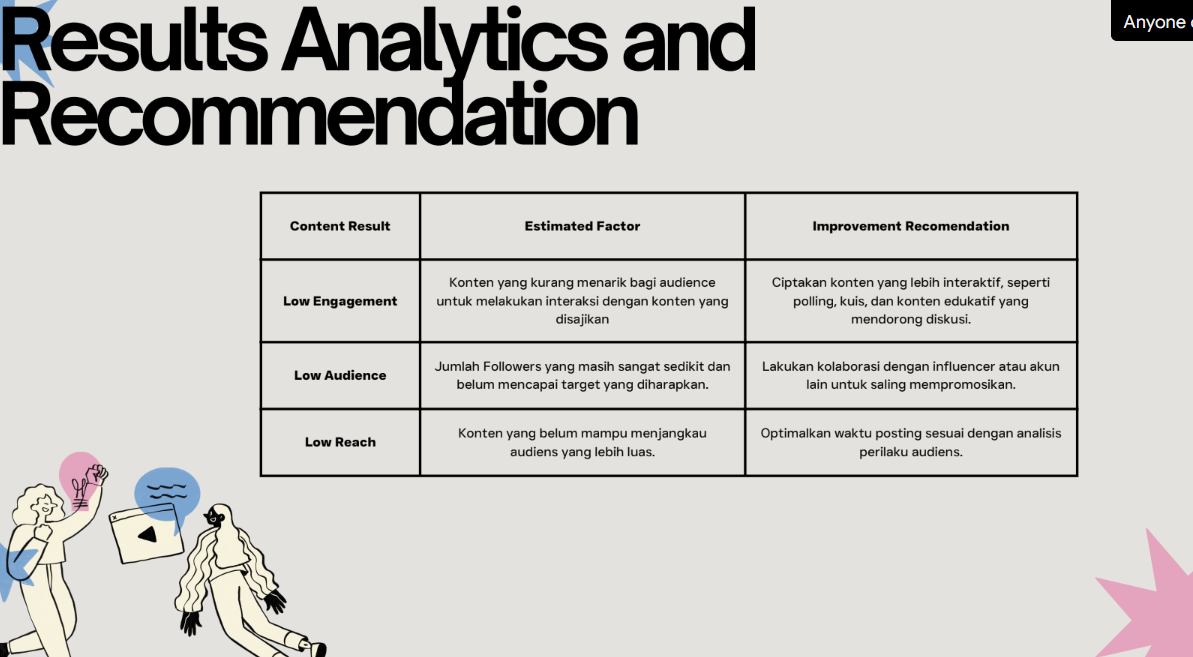 Results Analytics and
Recommendation
Anyone
Content Result
Estimated Factor
Improvement Recomendation
Low Engagement
Konten yang kurang menarik bagi audience
untuk melakukan interaksi dengan konten yang
disajikan
Ciptakan konten yang lebih interaktif, seperti
polling, kuis, dan konten edukatif yang
mendorong diskusi.
Low Audience
Jumlah Followers yang masih sangat sedikit dan
belum mencapai target yang diharapkan.
Lakukan kolaborasi dengan influencer atau akun
lain untuk saling mempromosikan.
Low Reach
Konten yang belum mampu menjangkau
audiens yang lebih luas.
Optimalkan waktu posting sesuai dengan analisis
perilaku audiens.